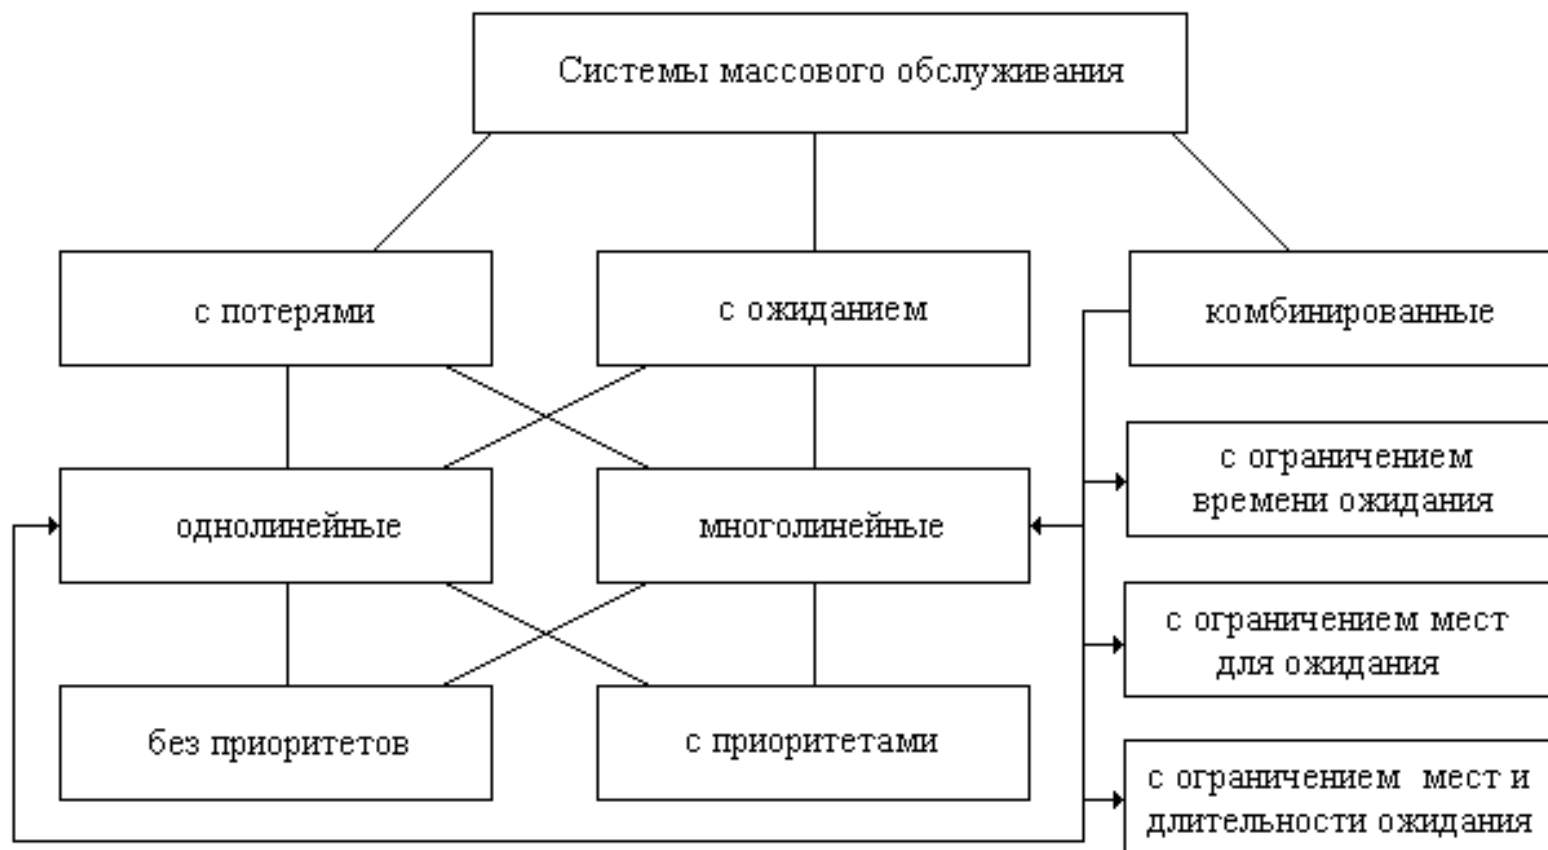 Системы массового обслуживания
с потерями
с ожиданием
комбинированные
с ограничением
времени ожидания
однолинейные
многолинейные
с ограничением мест
для ожидания
без приоритетов
с приоритетами
с ограничением мест и
длительности ожидания